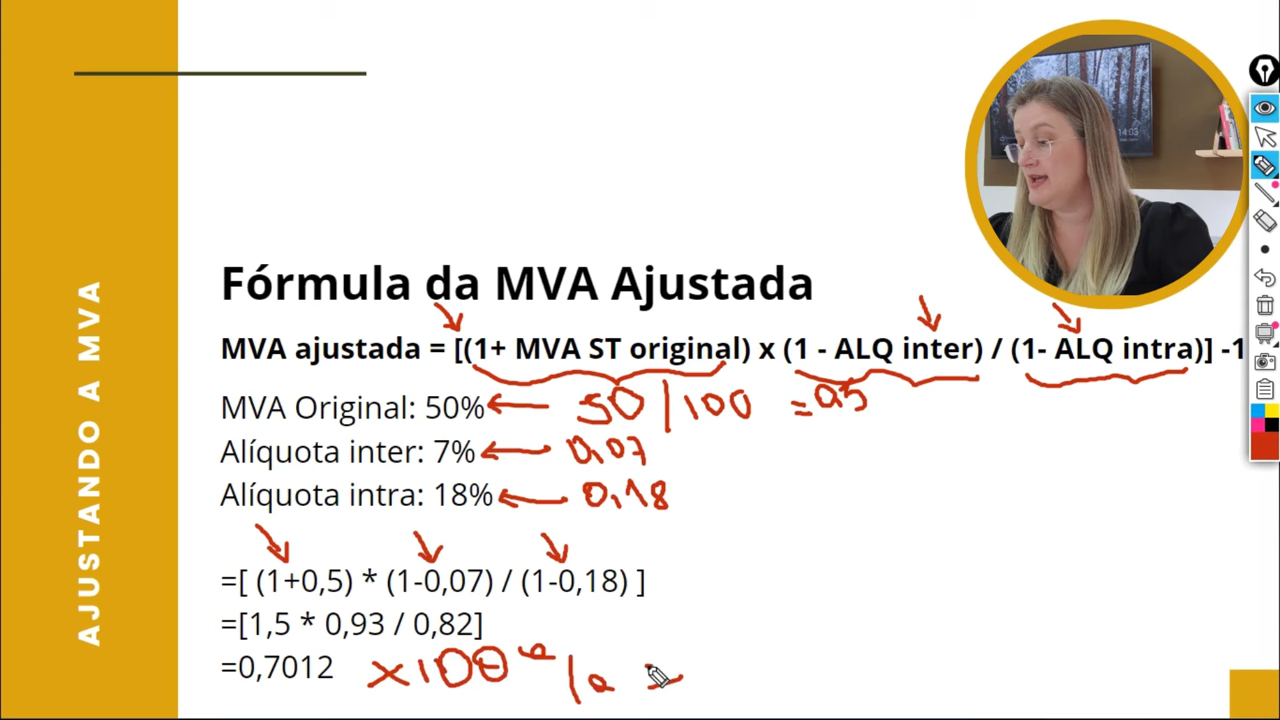 AJUSTANDO A MVA
14:03
Fórmula da MVA Ajustada
MVA ajustada = [(1+ MVA ST original) x (1 - ALQ inter) / (1- ALQ intra)] -1
MVA Original: 50% 50/100 = 0,5
Alíquota inter: 7% 0,07
Alíquota intra: 18% 0,18
=[ (1+0,5) * (1-0,07) / (1-0,18) ]
=[1,5 * 0,93 / 0,82]
=0,7012 x100 % =